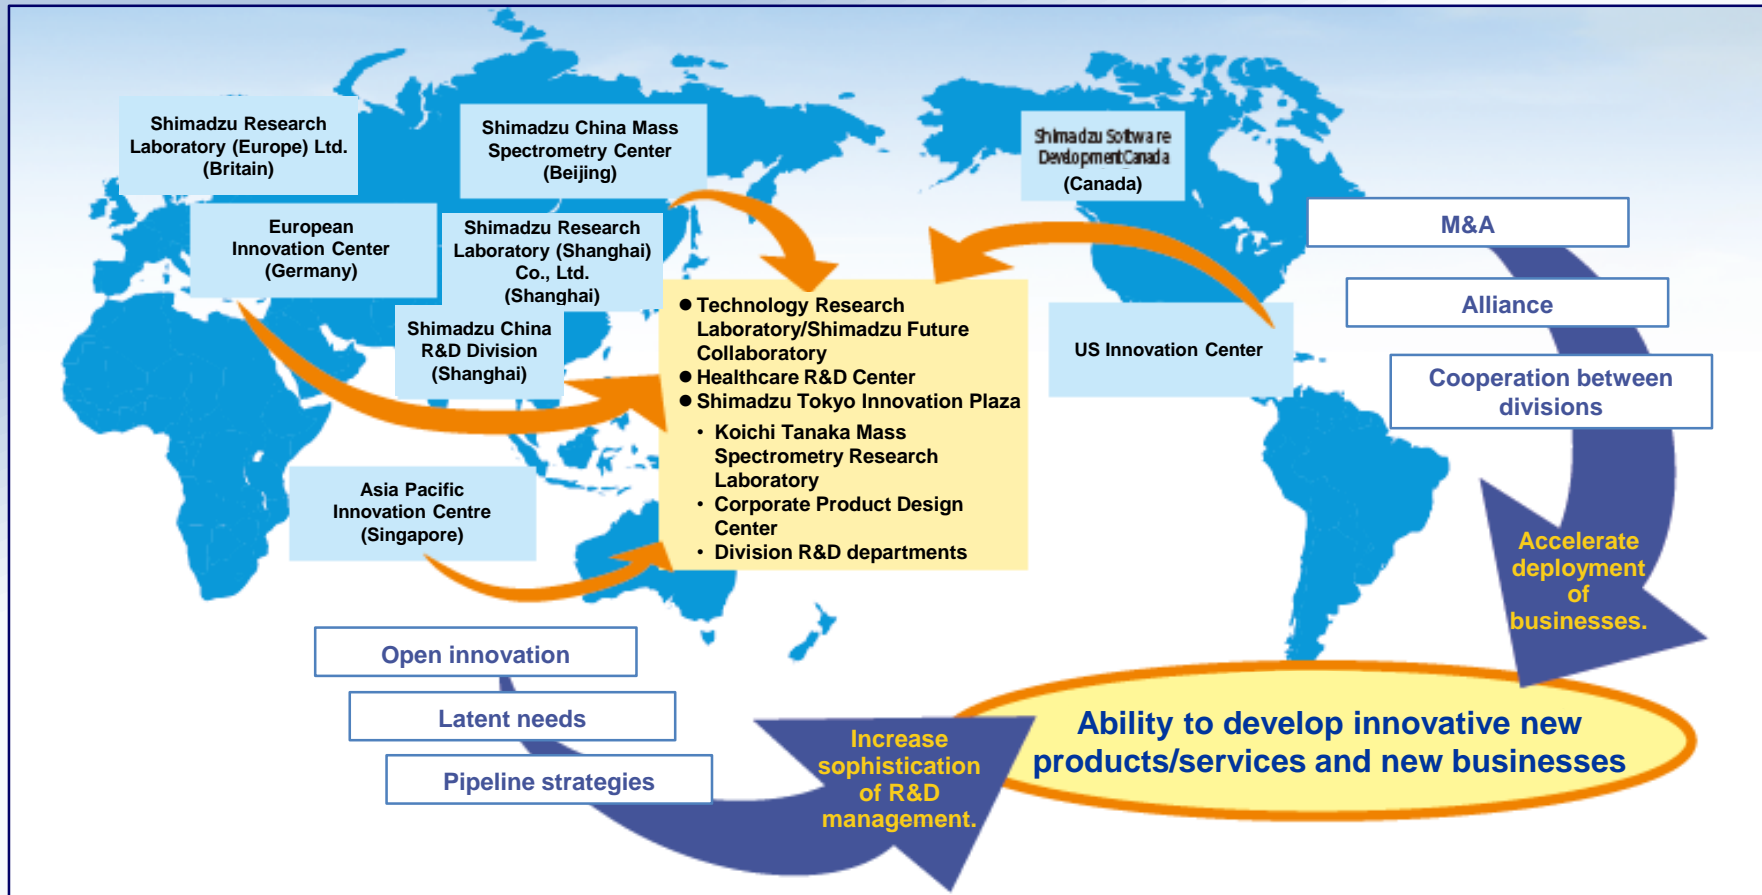 Shimadzu Research
Laboratory (Europe) Ltd.
(Britain)
Shimadzu China Mass
Spectrometry Center
(Beijing)
Shimadzu Software
Development Canada
(Canada)
European
Innovation Center
(Germany)
Shimadzu Research
Laboratory (Shanghai)
Co., Ltd.
(Shanghai)
Shimadzu China
R&D Division
(Shanghai)
Asia Pacific
Innovation Centre
(Singapore)
● Technology Research
Laboratory/Shimadzu Future
Collaboratory
● Healthcare R&D Center
● Shimadzu Tokyo Innovation Plaza
・ Koichi Tanaka Mass
Spectrometry Research
Laboratory
・ Corporate Product Design
Center
・ Division R&D departments
US Innovation Center
M&A
Alliance
Cooperation between
divisions
Accelerate
deployment
of
businesses.
Open innovation
Latent needs
Pipeline strategies
Increase
sophistication
of R&D
management.
Ability to develop innovative new
products/services and new businesses